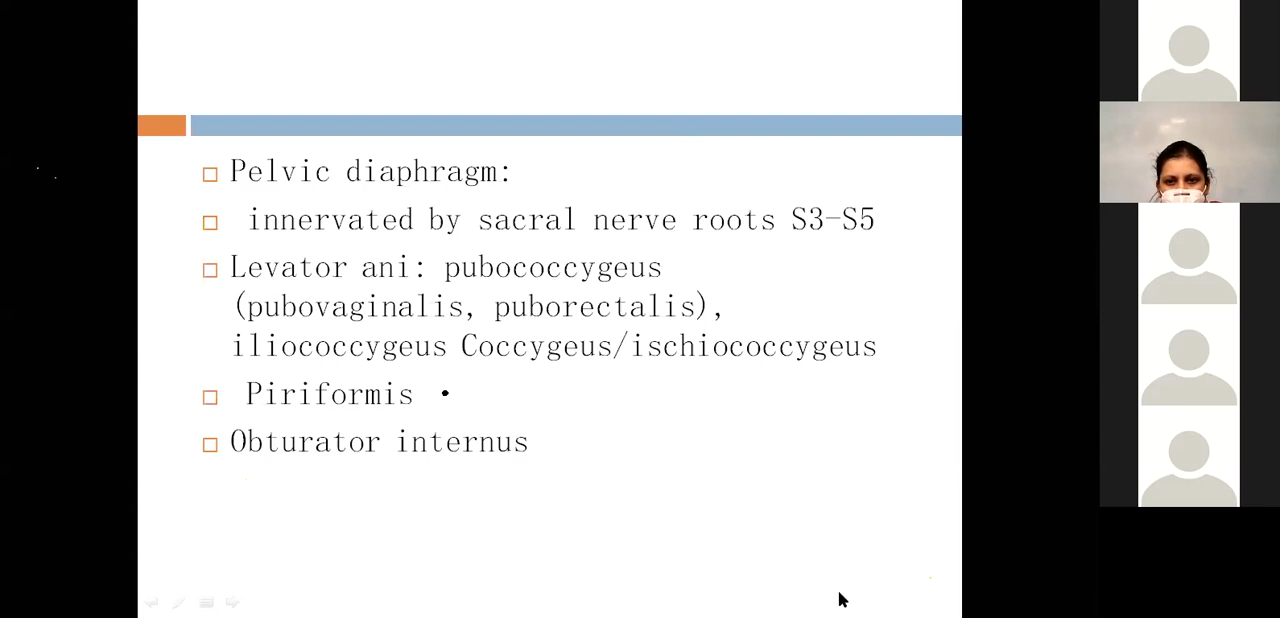 Pelvic diaphragm:
innervated by sacral nerve roots S3-S5
Levator ani: pubococcygeus
(pubovaginalis, puborectalis),
iliococcygeus Coccygeus/ischiococcygeus
Piriformis •
Obturator internus